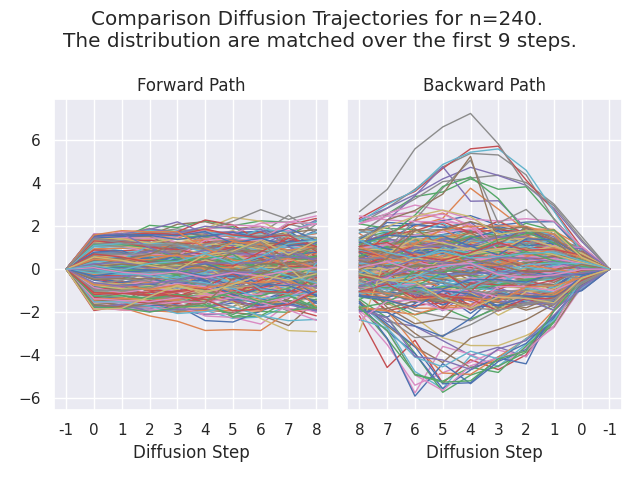 Comparison Diffusion Trajectories for n=240.
The distribution are matched over the first 9 steps.
Forward Path
Backward Path
6
4
2
0
−2
−4
−6
-1 0 1 2 3 4 5 6 7 8
8 7 6 5 4 3 2 1 0 -1
Diffusion Step
Diffusion Step